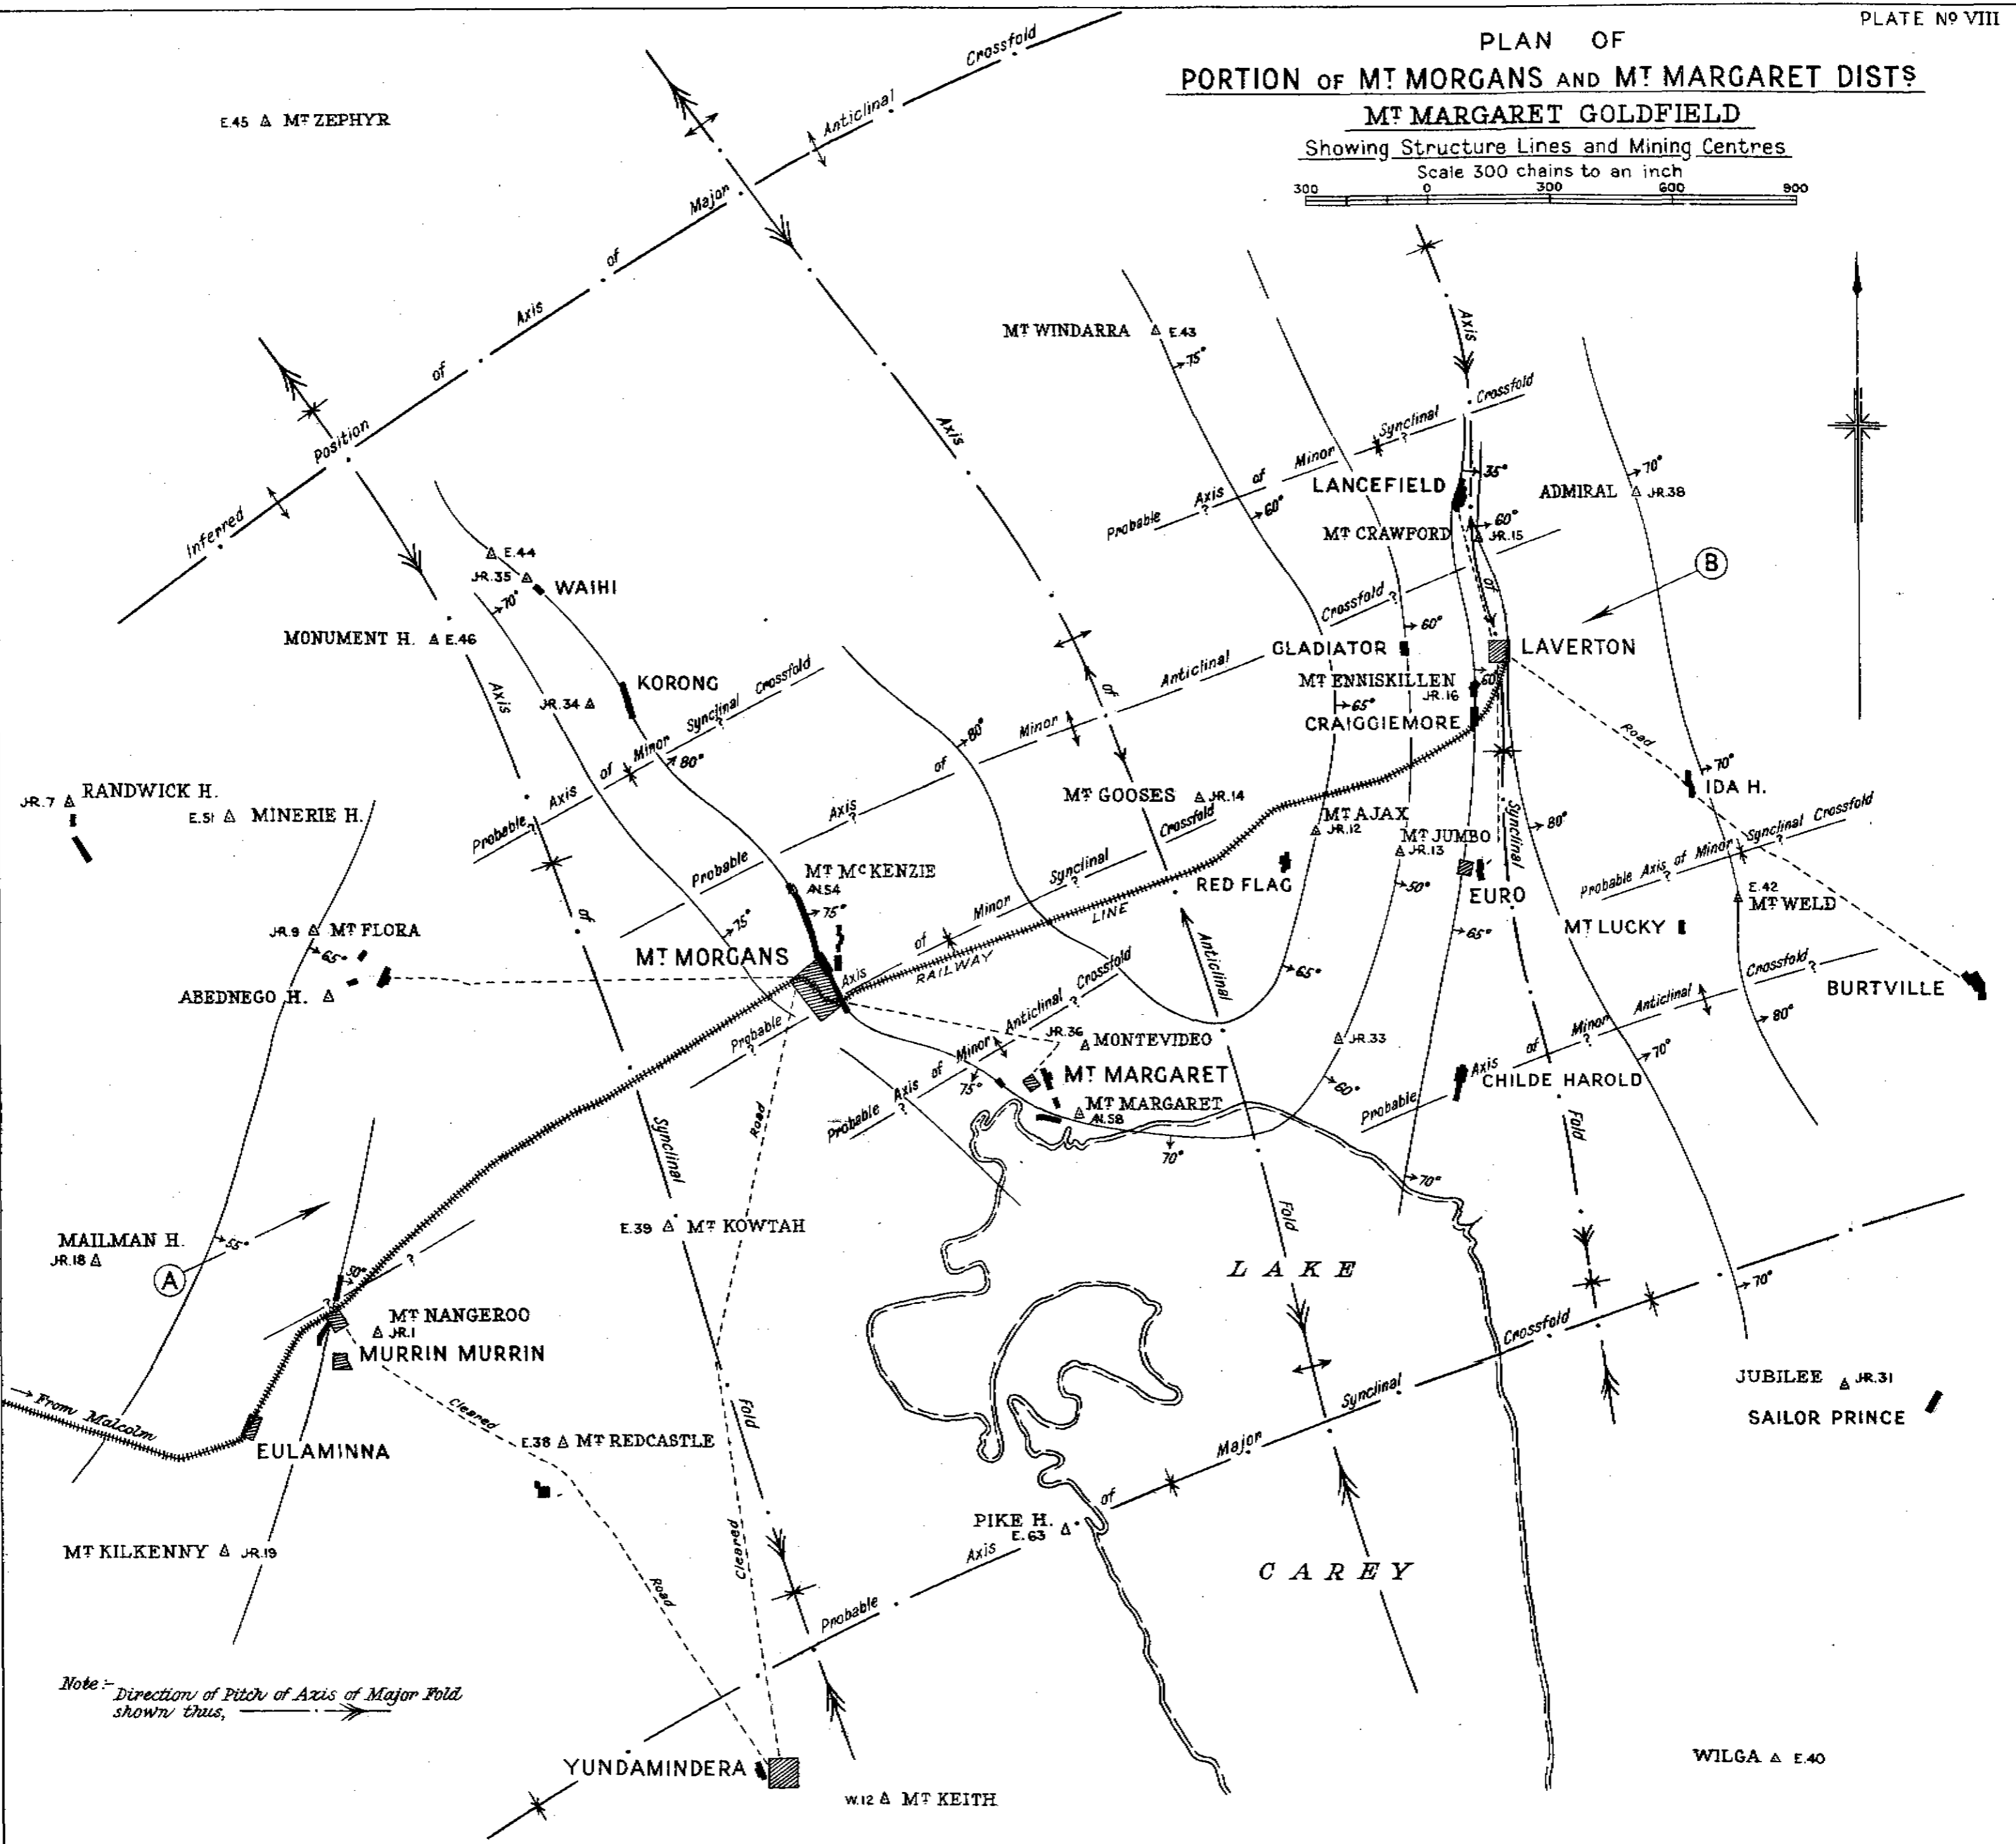 PLATE Nº VIII
PLAN OF
PORTION OF MT MORGANS AND MT MARGARET DISTS
MT MARGARET GOLDFIELD
Showing Structure Lines and Mining Centres
Scale 300 chains to an inch
300 0 300 600 900
E.45 MT ZEPHYR
Inferred Position of Axis of Major Anticlinal Crossfold
MT WINDARRA E.43
75°
Axis
Axis
Probable Axis of Minor Synclinal Crossfold
?
?
LANCEFIELD
35°
ADMIRAL JR.38
70°
60°
MT CRAWFORD JR.15
60°
B
E.44
JR.35
WAIHI
70°
MONUMENT H. E.46
Crossfold ?
of
60°
GLADIATOR
LAVERTON
MT ENNISKILLEN
JR.16
60°
KORONG
JR.34
Axis
Probable Axis of Minor Synclinal Crossfold
?
?
80°
80°
Probable Axis of Minor Anticlinal
?
of
65°
CRAIGGIEMORE
Road
70°
IDA H.
RANDWICK H.
JR.7
E.51 MINERIE H.
MT GOOSES JR.14
MT AJAX
JR.12
MT JUMBO
JR.13
Synclinal
80°
Probable Axis of Minor Synclinal Crossfold
?
?
MT MCKENZIE
A4.54
75°
75°
RED FLAG
50°
EURO
E.42
MT WELD
JR.9 MT FLORA
65°
of
MT MORGANS
Probable Axis of Minor Synclinal Crossfold
?
?
RAILWAY LINE
Anticlinal
65°
65°
MT LUCKY
ABEDNEGO H.
BURTVILLE
Probable Axis of Minor Anticlinal Crossfold
?
?
JR.36
MONTEVIDEO
75°
JR.33
Probable Axis of Minor Anticlinal Crossfold
?
?
70°
80°
MT MARGARET
MT MARGARET
A4.58
60°
CHILDE HAROLD
Road
Synclinal
70°
Fold
70°
MAILMAN H.
JR.18
55°
A
E.39 MT KOWTAH
Fold
50°
?
?
LAKE
70°
MT NANGEROO
JR.1
MURRIN MURRIN
Probable Axis of Major Synclinal Crossfold
JUBILEE JR.31
SAILOR PRINCE
From Malcolm
EULAMINNA
Cleared
Fold
E.38 MT REDCASTLE
PIKE H.
E.63
MT KILKENNY JR.19
Road
Cleared
CAREY
Note:- Direction of Pitch of Axis of Major Fold
shown thus,
YUNDAMINDERA
WILGA E.40
W.12 MT KEITH